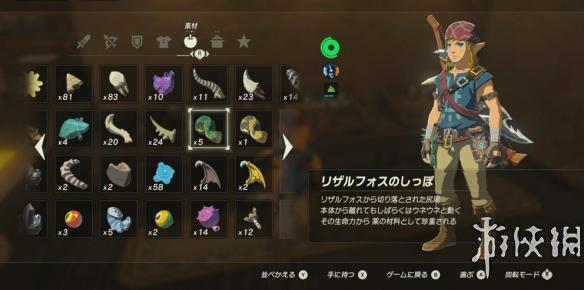 素材
R
x81 x83 x10 x11 x23 x14
x4 x20 x24 x5 x1
x2 x2 x58 x14 x2
x3 x5 x2 x14 x12
リザルフォスのしっぽ
リザルフォスから切り落とされた尻尾
本体から離れてもしばらくはウネウネと動く
その生命力から 薬の材料として珍重される
並べかえる Y 手に持つ X ゲームに戻る B 選ぶ A 回転モード
游侠网